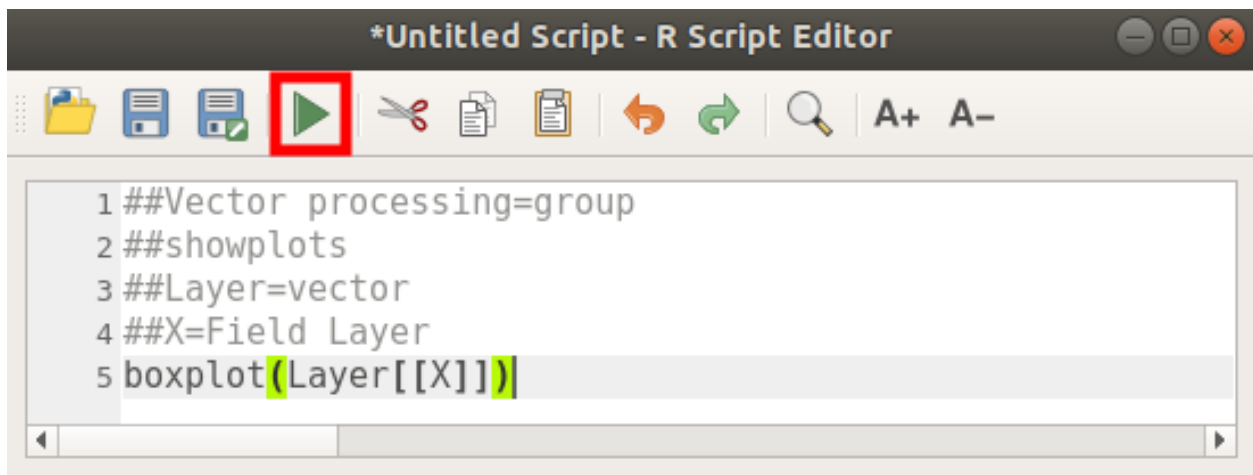 *Untitled Script - R Script Editor
A+ A-
1 ##Vector processing=group
2 ##showplots
3 ##Layer=vector
4 ##X=Field Layer
5 boxplot(Layer[[X]])